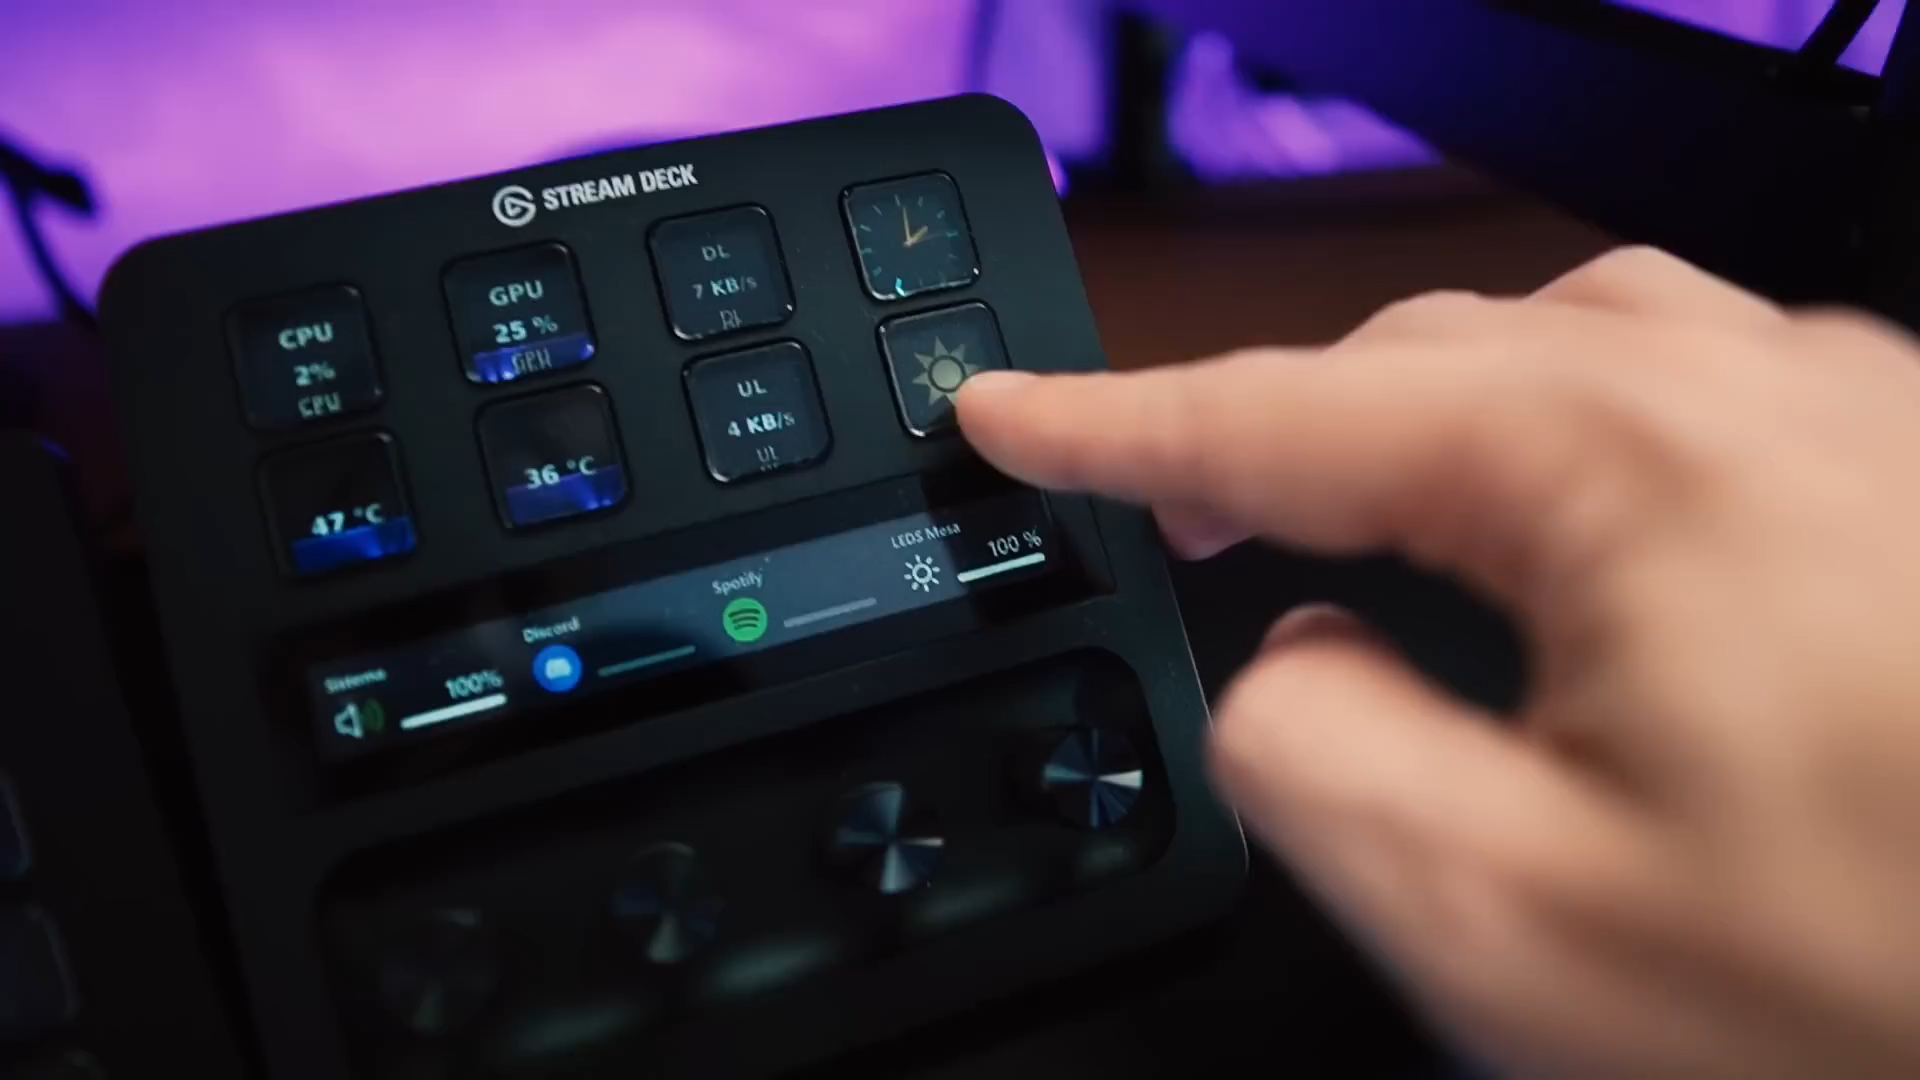 STREAM DECK
CPU
2%
CPU
GPU
25 %
GPU
DL
7 KB/s
47 °C
36 °C
UL
4 KB/s
UL
Sistema
100%
Discord
Spotify
LEDS Mesa
100 %